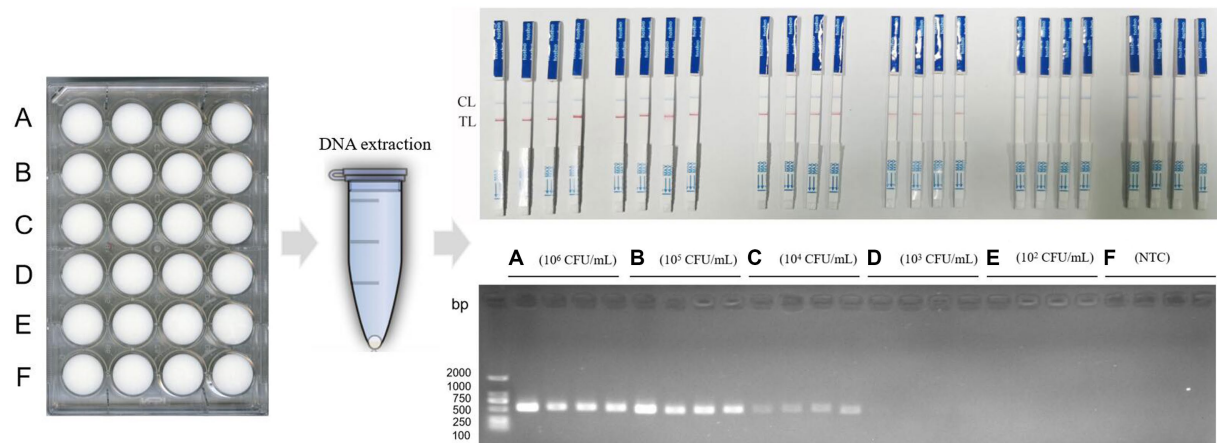 A
B
C
D
E
F
DNA extraction
CL
TL
A (10⁶ CFU/mL) B (10⁵ CFU/mL) C (10⁴ CFU/mL) D (10³ CFU/mL) E (10² CFU/mL) F (NTC)
bp
2000
1000
750
500
250
100